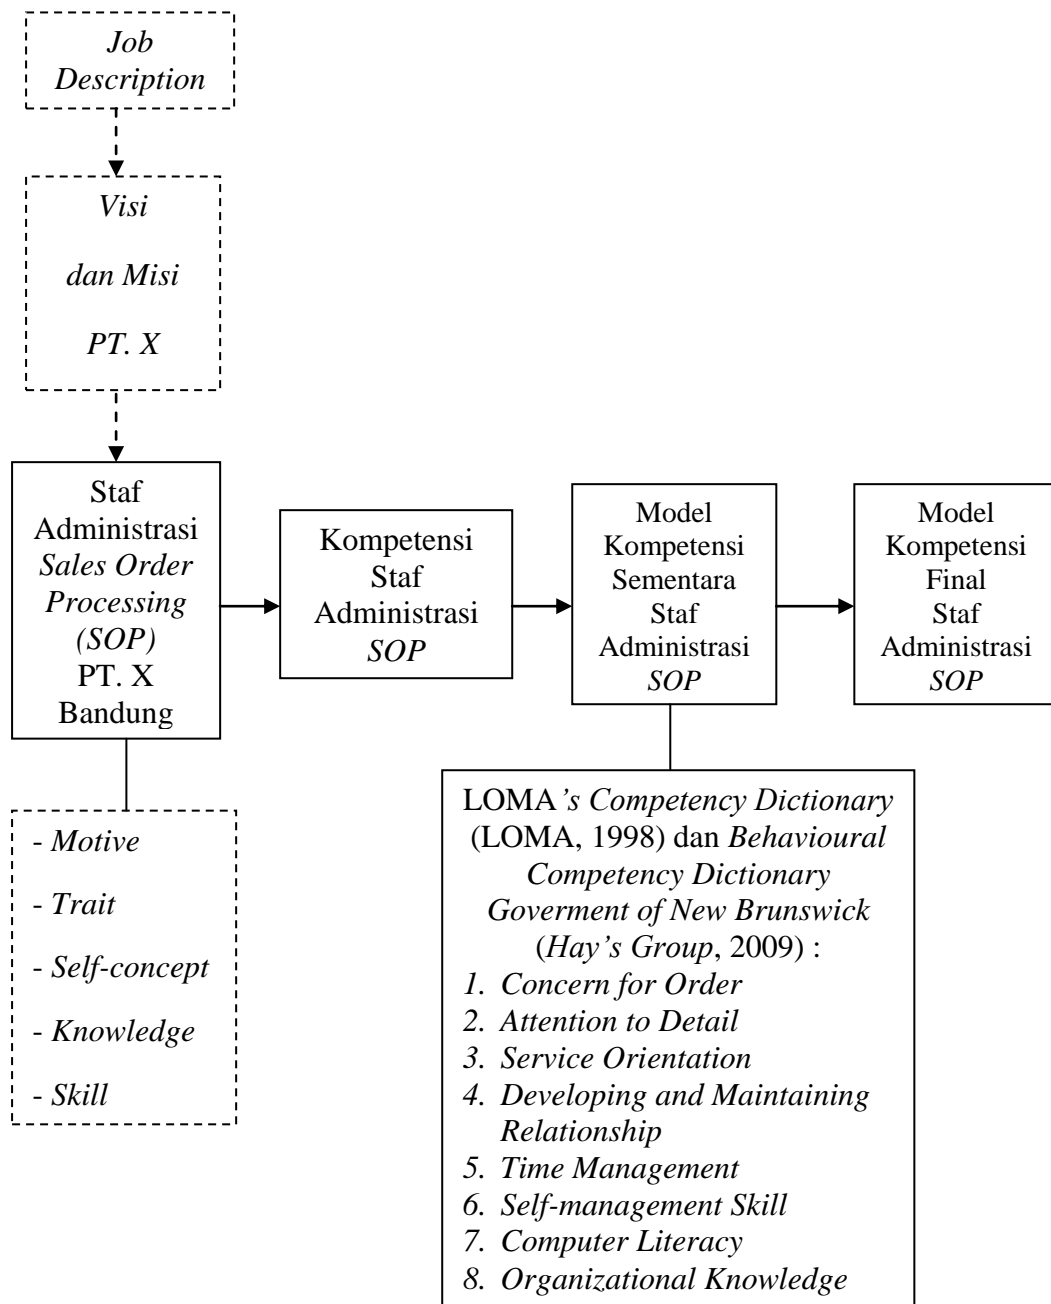 Job
Description
Visi
dan Misi
PT. X
Staf
Administrasi
Sales Order
Processing
(SOP)
PT. X
Bandung
Kompetensi
Staf
Administrasi
SOP
Model
Kompetensi
Sementara
Staf
Administrasi
SOP
Model
Kompetensi
Final
Staf
Administrasi
SOP
- Motive
- Trait
- Self-concept
- Knowledge
- Skill
LOMA’s Competency Dictionary
(LOMA, 1998) dan Behavioural
Competency Dictionary
Goverment of New Brunswick
(Hay’s Group, 2009) :
1. Concern for Order
2. Attention to Detail
3. Service Orientation
4. Developing and Maintaining
Relationship
5. Time Management
6. Self-management Skill
7. Computer Literacy
8. Organizational Knowledge